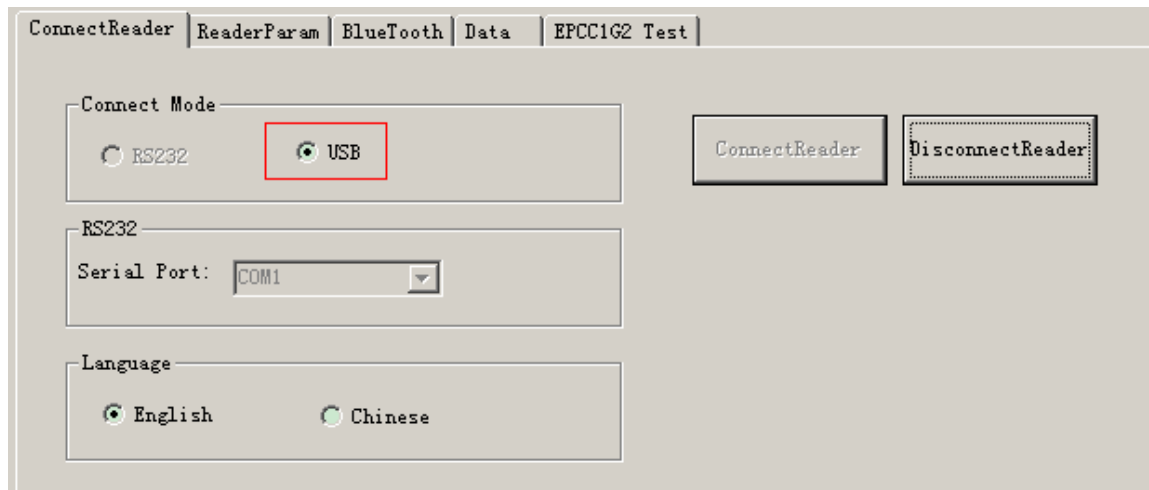 ConnectReader ReaderParam BlueTooth Data EPCC1G2 Test
Connect Mode
RS232 USB
ConnectReader DisconnectReader
RS232
Serial Port: COM1
Language
English Chinese